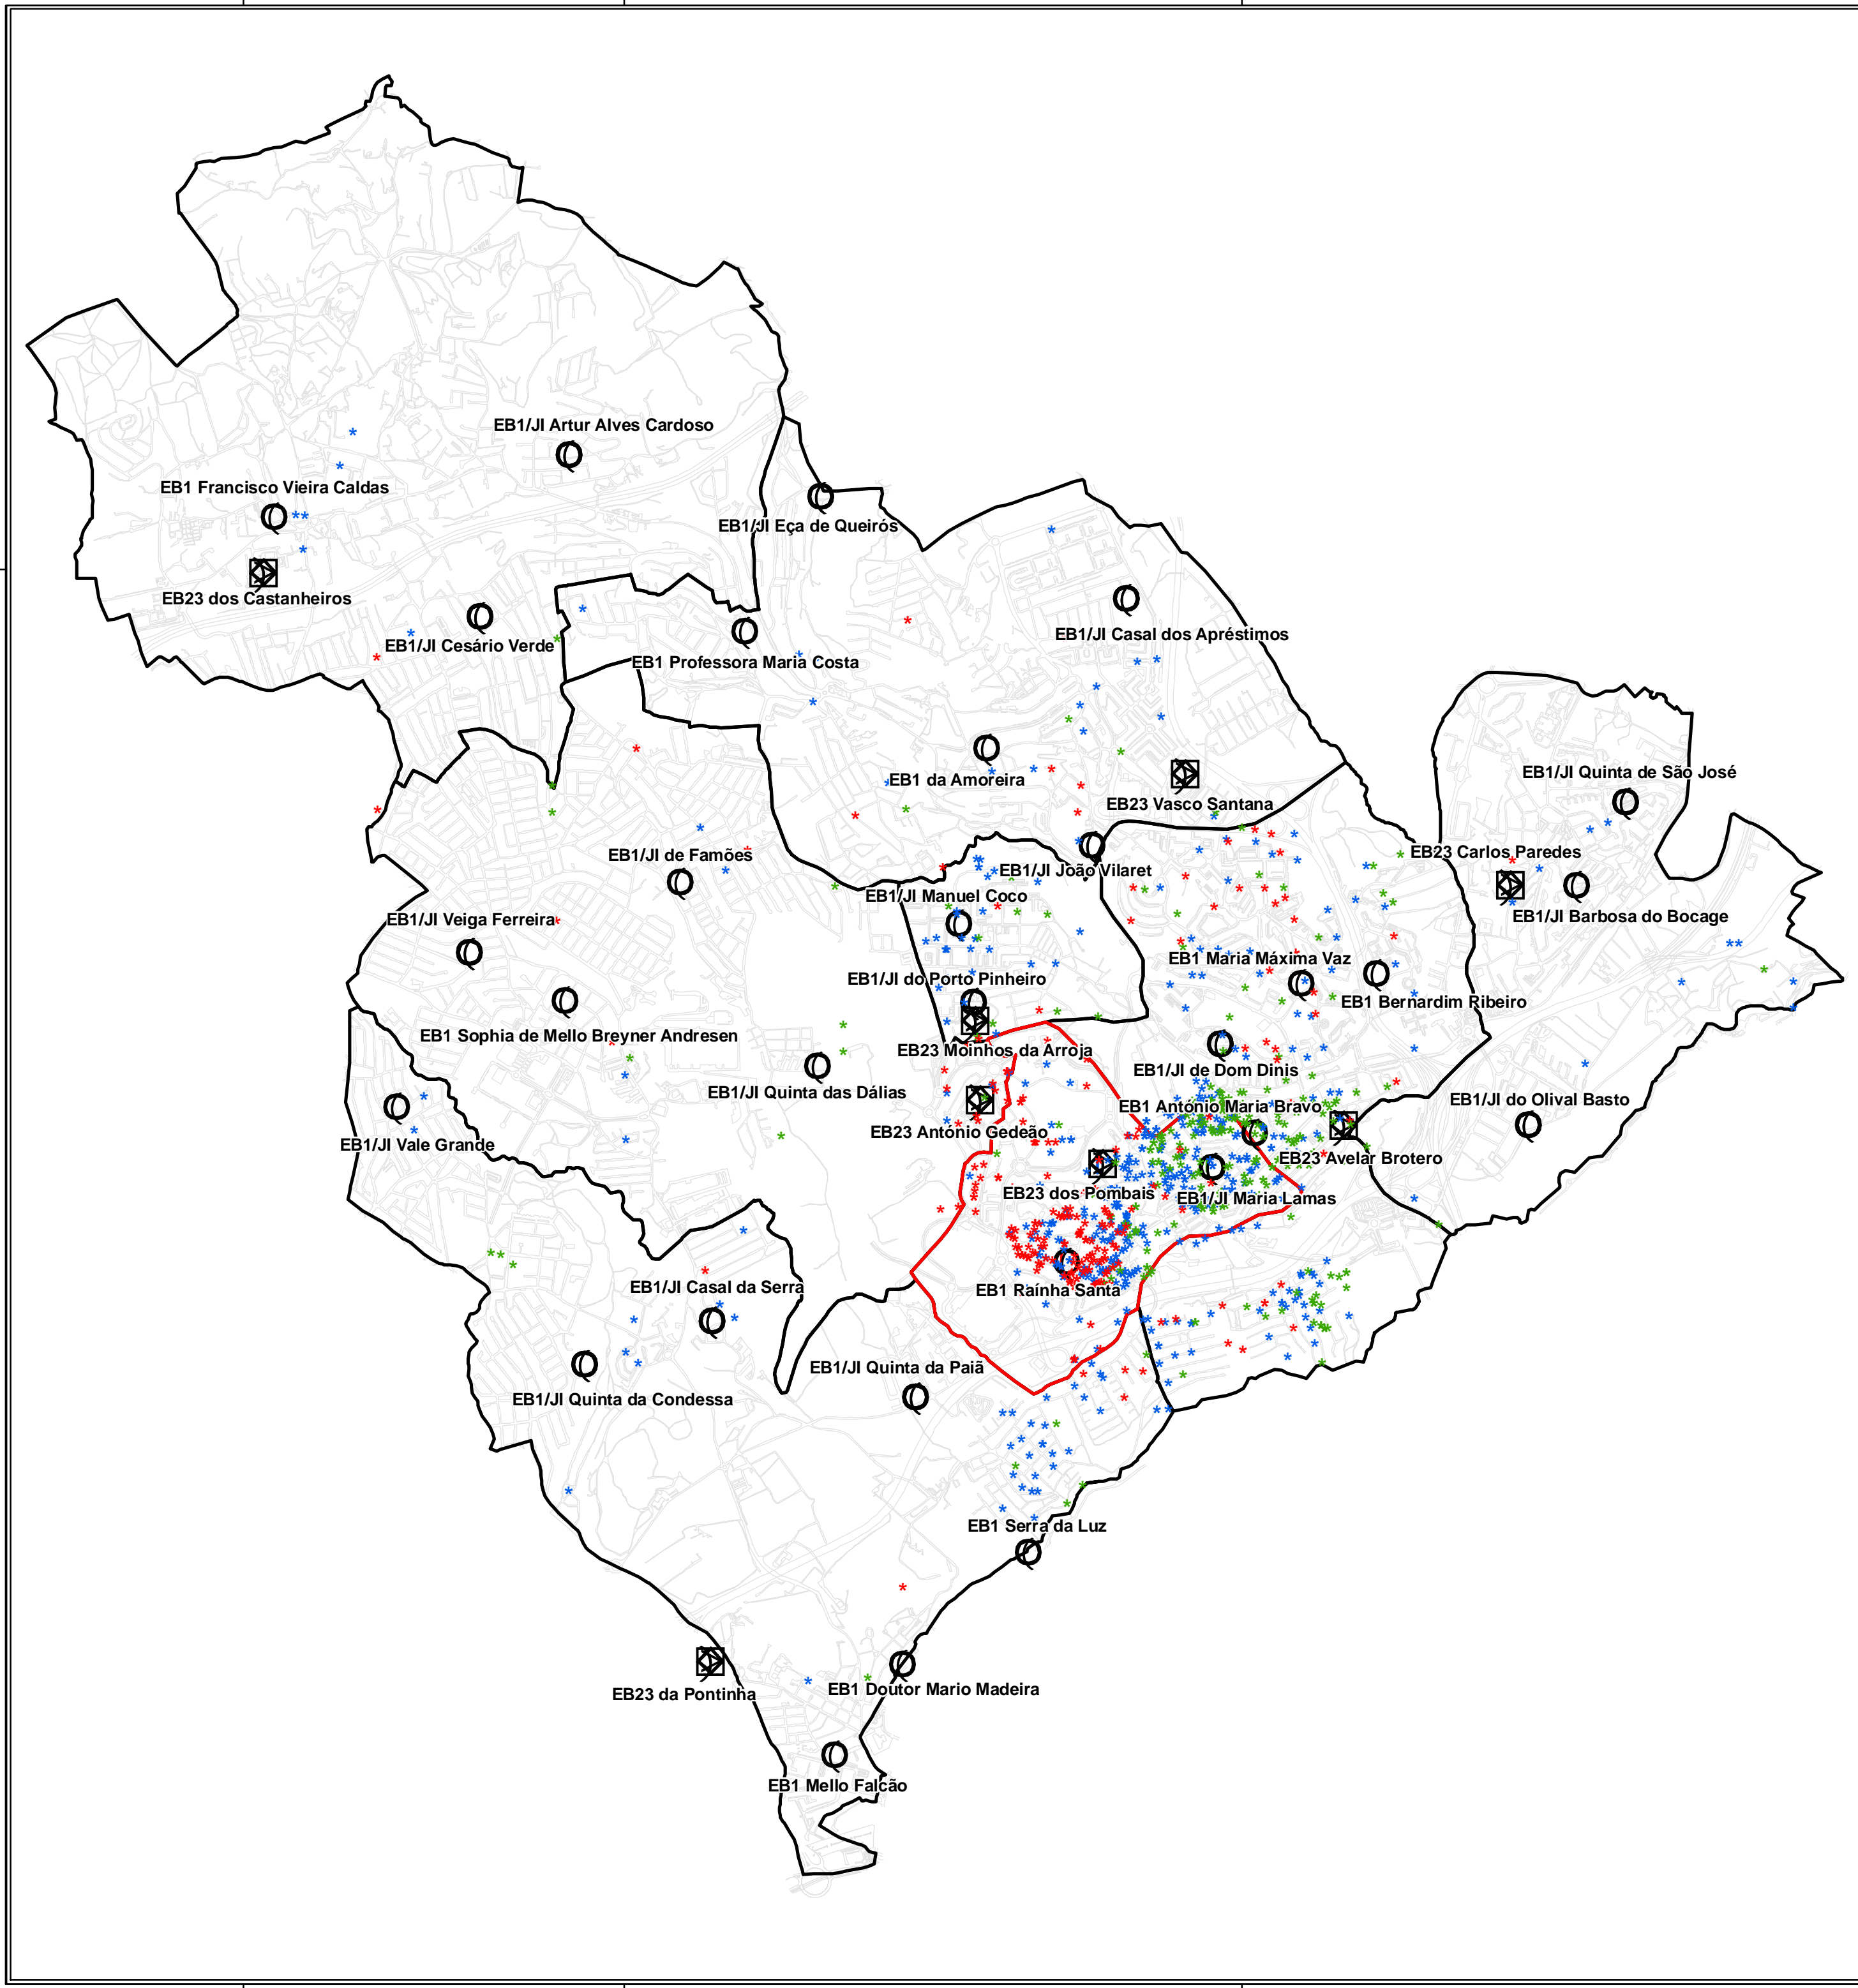 EB1/JI Artur Alves Cardoso
EB1 Francisco Vieira Caldas
EB1/JI Eça de Queirós
EB23 dos Castanheiros
EB1/JI Casal dos Apréstimos
EB1/JI Cesário Verde
EB1 Professora Maria Costa
EB1/JI Quinta de São José
EB1 da Amoreira
EB23 Vasco Santana
EB23 Carlos Paredes
EB1/JI de Famões
EB1/JI João Vilaret
EB1/JI Manuel Coco
EB1/JI Barbosa do Bocage
EB1/JI Veiga Ferreira
EB1 Maria Máxima Vaz
EB1/JI do Porto Pinheiro
EB1 Bernardim Ribeiro
EB1 Sophia de Mello Breyner Andresen
EB23 Moinhos da Arroja
EB1/JI de Dom Dinis
EB1/JI Quinta das Dálias
EB1/JI do Olival Basto
EB1 António Maria Bravo
EB23 António Gedeão
EB1/JI Vale Grande
EB23 Avelar Brotero
EB23 dos Pombais
EB1/JI Maria Lamas
EB1/JI Casal da Serra
EB1 Raínha Santa
EB1/JI Quinta da Paiã
EB1/JI Quinta da Condessa
EB1 Serra da Luz
EB1 Doutor Mario Madeira
EB23 da Pontinha
EB1 Mello Falcão